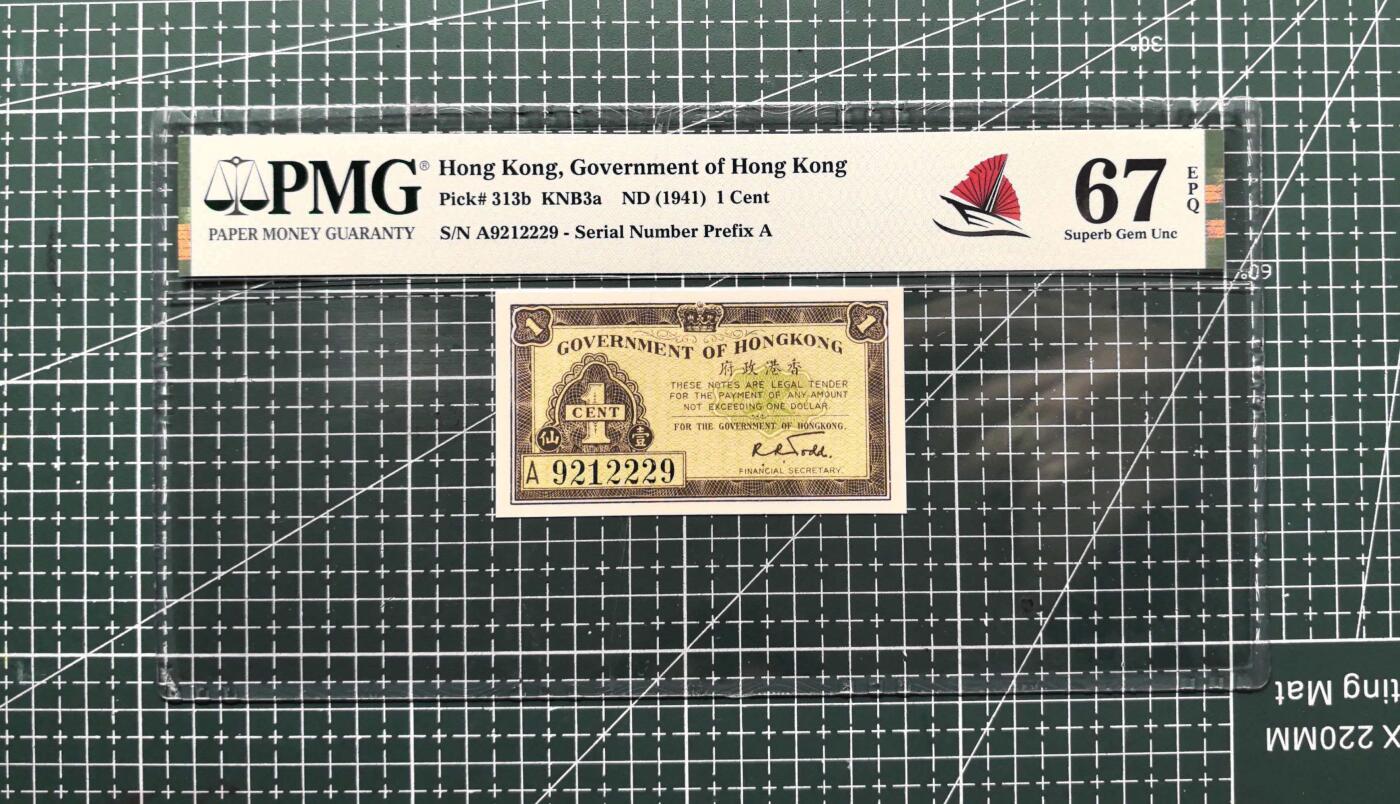 30°
PMG®
PAPER MONEY GUARANTY
Hong Kong, Government of Hong Kong
Pick# 313b KNB3a ND (1941) 1 Cent
S/N A9212229 - Serial Number Prefix A
67
EPQ
Superb Gem Unc
60°
1
1
GOVERNMENT OF HONGKONG
府政港香
THESE NOTES ARE LEGAL TENDER
FOR THE PAYMENT OF ANY AMOUNT
NOT EXCEEDING ONE DOLLAR.
FOR THE GOVERNMENT OF HONGKONG.
1
CENT
仙
壹
R R Todd.
FINANCIAL SECRETARY.
A 9212229
ting Mat
X 220MM